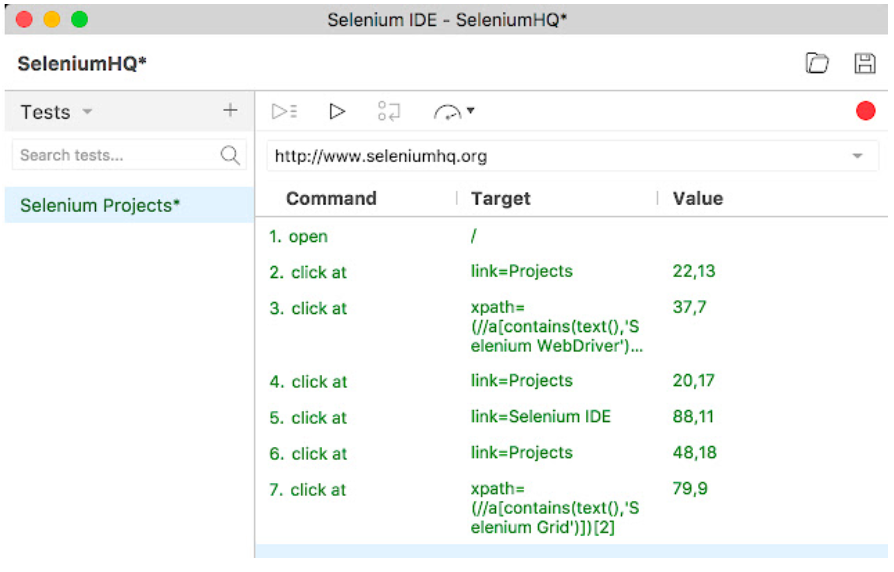 Selenium IDE - SeleniumHQ*
SeleniumHQ*
Tests
Search tests...
Selenium Projects*
http://www.seleniumhq.org
Command Target Value
1. open /
2. click at link=Projects 22,13
3. click at xpath= 37,7
(//a[contains(text(),'S
elenium WebDriver')...
4. click at link=Projects 20,17
5. click at link=Selenium IDE 88,11
6. click at link=Projects 48,18
7. click at xpath= 79,9
(//a[contains(text(),'S
elenium Grid')])[2]